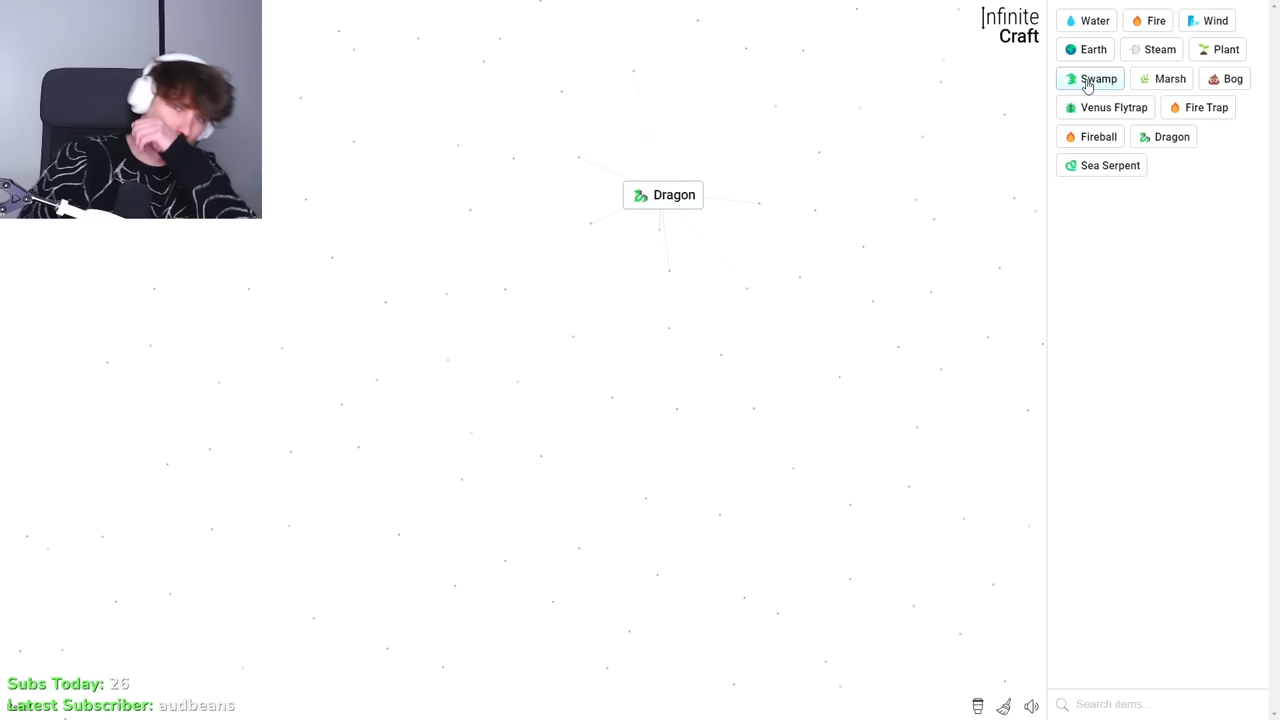 Infinite
Craft
Water
Fire
Wind
Earth
Steam
Plant
Swamp
Marsh
Bog
Venus Flytrap
Fire Trap
Fireball
Dragon
Sea Serpent
Dragon
Subs Today: 26
Latest Subscriber: audbeans
Search items...